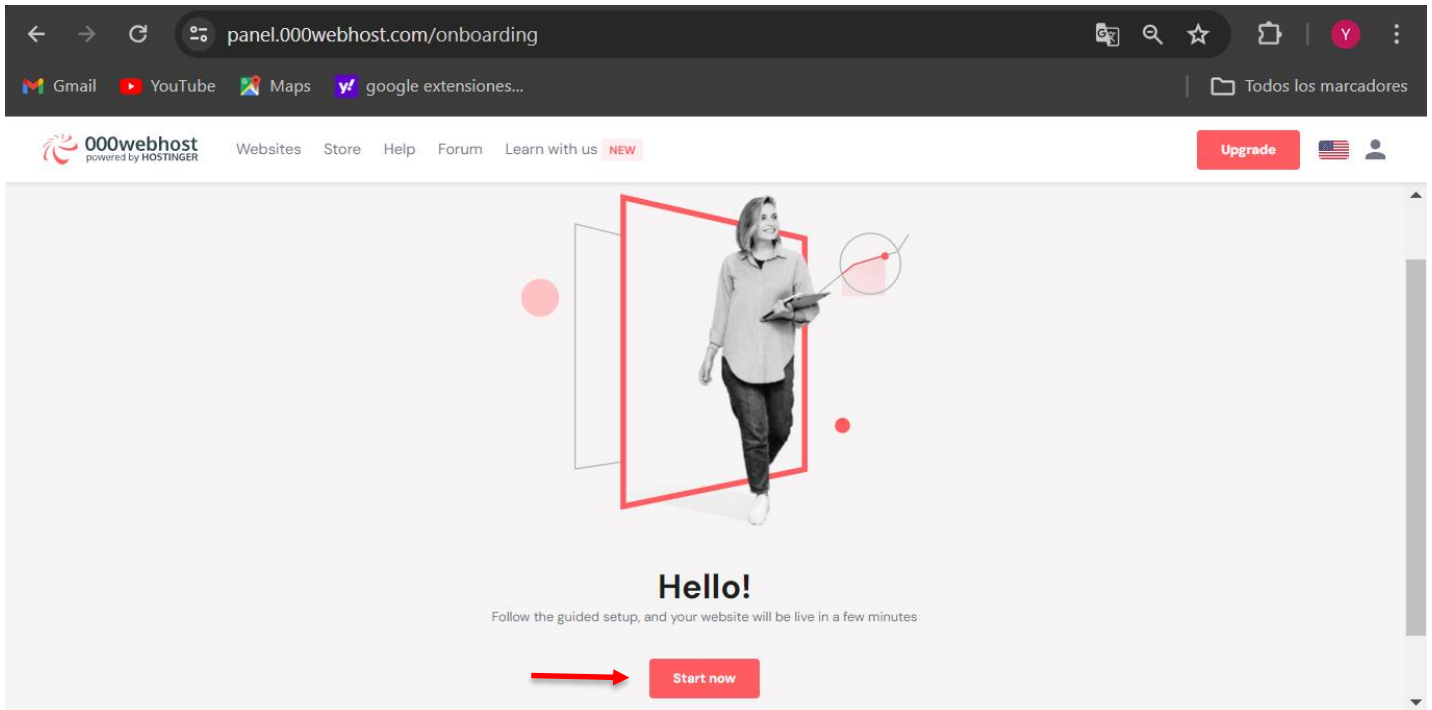 panel.000webhost.com/onboarding
Y
Gmail YouTube Maps y! google extensiones... Todos los marcadores
000webhost
powered by HOSTINGER
Websites Store Help Forum Learn with us NEW Upgrade
Hello!
Follow the guided setup, and your website will be live in a few minutes
Start now